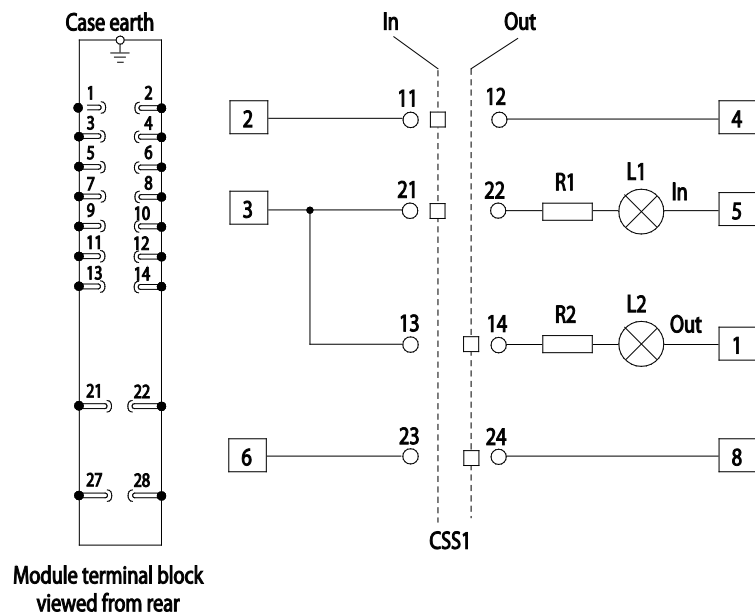 Case earth
1 2
3 4
5 6
7 8
9 10
11 12
13 14
21 22
27 28
Module terminal block
viewed from rear
In Out
2 11 12 4
3 21 22 R1 L1 In 5
13 14 R2 L2 Out 1
6 23 24 8
CSS1